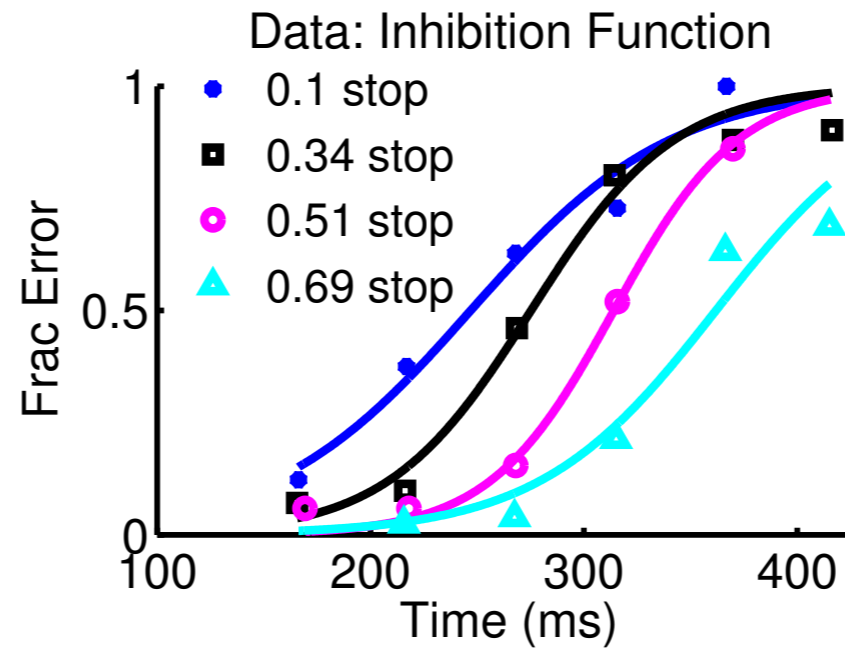 Data: Inhibition Function
1
0.1 stop
0.34 stop
0.51 stop
0.69 stop
Frac Error
0.5
0
100 200 300 400
Time (ms)